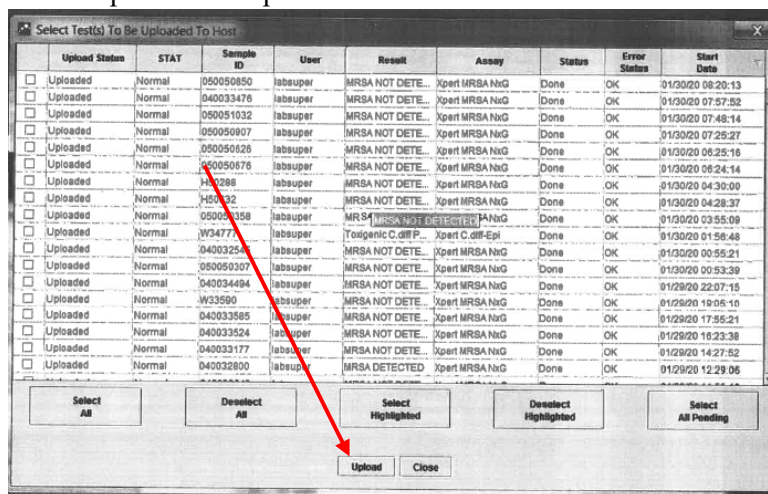 Select Test(s) To Be Uploaded To Host
Upload Status STAT Sample ID User Result Assay Status Error Status Start Date
Uploaded Normal 050050850 labsuper MRSA NOT DETE... Xpert MRSA NxG Done OK 01/30/20 08:20:13
Uploaded Normal 040033476 labsuper MRSA NOT DETE... Xpert MRSA NxG Done OK 01/30/20 07:57:52
Uploaded Normal 050051032 labsuper MRSA NOT DETE... Xpert MRSA NxG Done OK 01/30/20 07:48:14
Uploaded Normal 050050907 labsuper MRSA NOT DETE... Xpert MRSA NxG Done OK 01/30/20 07:25:27
Uploaded Normal 050050626 labsuper MRSA NOT DETE... Xpert MRSA NxG Done OK 01/30/20 06:25:16
Uploaded Normal 050050676 labsuper MRSA NOT DETE... Xpert MRSA NxG Done OK 01/30/20 06:24:14
Uploaded Normal H50288 labsuper MRSA NOT DETE... Xpert MRSA NxG Done OK 01/30/20 04:30:00
Uploaded Normal labsuper MRSA NOT DETE... Xpert MRSA NxG Done OK 01/30/20 04:28:37
Uploaded Normal labsuper MRSA NOT DETECTED NxG Done OK 01/30/20 03:55:09
Uploaded Normal W34777 labsuper Toxigenic C.diff P... Xpert C.diff-Epi Done OK 01/30/20 01:56:48
Uploaded Normal labsuper MRSA NOT DETE... Xpert MRSA NxG Done OK 01/30/20 00:55:21
Uploaded Normal 050050307 labsuper MRSA NOT DETE... Xpert MRSA NxG Done OK 01/30/20 00:53:39
Uploaded Normal 040034494 labsuper MRSA NOT DETE... Xpert MRSA NxG Done OK 01/29/20 22:07:15
Uploaded Normal W33590 labsuper MRSA NOT DETE... Xpert MRSA NxG Done OK 01/29/20 19:05:10
Uploaded Normal 040033585 labsuper MRSA NOT DETE... Xpert MRSA NxG Done OK 01/29/20 17:55:21
Uploaded Normal 040033524 labsuper MRSA NOT DETE... Xpert MRSA NxG Done OK 01/29/20 16:23:38
Uploaded Normal 040033177 labsuper MRSA NOT DETE... Xpert MRSA NxG Done OK 01/29/20 14:27:52
Uploaded Normal 040032800 labsuper MRSA DETECTED Xpert MRSA NxG Done OK 01/29/20 12:29:06
Select All Deselect All Select Highlighted Deselect Highlighted Select All Pending
Upload Close